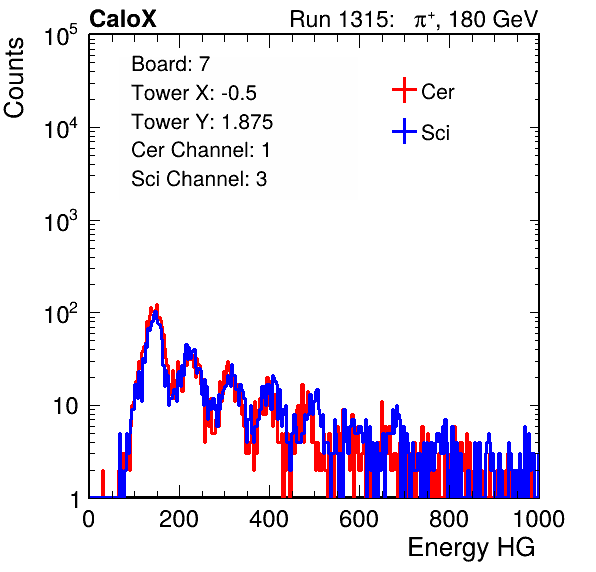 CaloX Run 1315: π⁺, 180 GeV
Counts
10⁵
10⁴
10³
10²
10
1
Board: 7
Tower X: -0.5
Tower Y: 1.875
Cer Channel: 1
Sci Channel: 3
Cer
Sci
0 200 400 600 800 1000
Energy HG